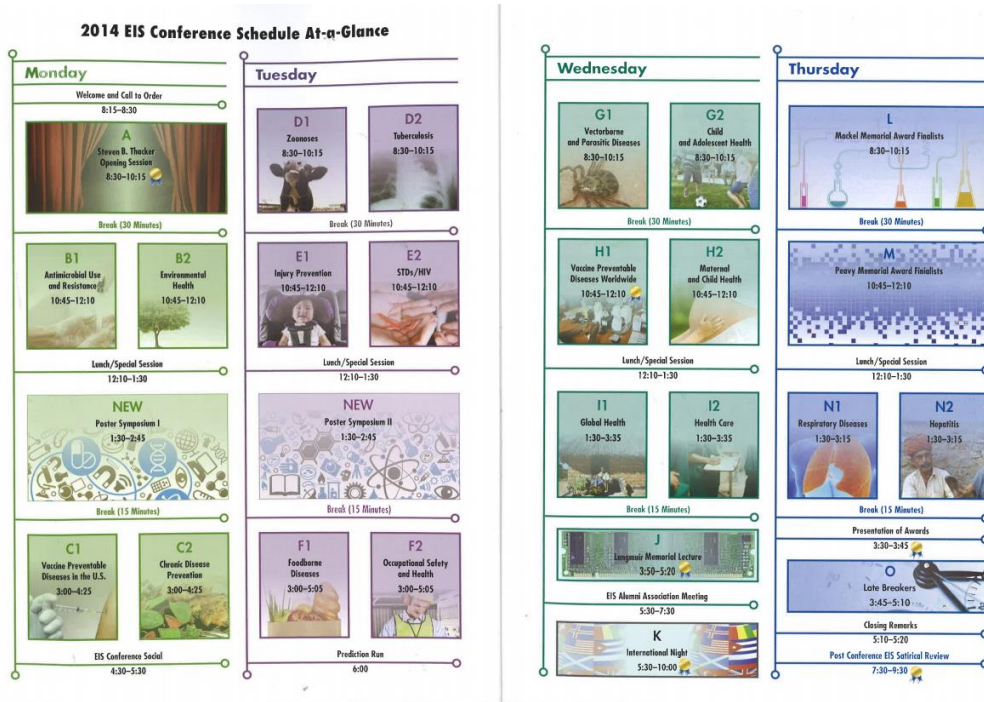 2014 EIS Conference Schedule At-a-Glance
Monday
Welcome and Call to Order
8:15–8:30
A
Steven B. Thacker
Opening Session
8:30–10:15
Break (30 Minutes)
B1
Antimicrobial Use
and Resistance
10:45–12:10
B2
Environmental
Health
10:45–12:10
Lunch/Special Session
12:10–1:30
NEW
Poster Symposium I
1:30–2:45
Break (15 Minutes)
C1
Vaccine Preventable
Diseases in the U.S.
3:00–4:25
C2
Chronic Disease
Prevention
3:00–4:25
EIS Conference Social
4:30–5:30
Tuesday
D1
Zoonoses
8:30–10:15
D2
Tuberculosis
8:30–10:15
Break (30 Minutes)
E1
Injury Prevention
10:45–12:10
E2
STDs/HIV
10:45–12:10
Lunch/Special Session
12:10–1:30
NEW
Poster Symposium II
1:30–2:45
Break (15 Minutes)
F1
Foodborne
Diseases
3:00–5:05
F2
Occupational Safety
and Health
3:00–5:05
Prediction Run
6:00
Wednesday
G1
Vectorborne
and Parasitic Diseases
8:30–10:15
G2
Child
and Adolescent Health
8:30–10:15
Break (30 Minutes)
H1
Vaccine Preventable
Diseases Worldwide
10:45–12:10
H2
Maternal
and Child Health
10:45–12:10
Lunch/Special Session
12:10–1:30
I1
Global Health
1:30–3:35
I2
Health Care
1:30–3:35
Break (15 Minutes)
J
Langmuir Memorial Lecture
3:50–5:20
EIS Alumni Association Meeting
5:30–7:30
K
International Night
5:30–10:00
Thursday
L
Mackel Memorial Award Finalists
8:30–10:15
Break (30 Minutes)
M
Peavy Memorial Award Finialists
10:45–12:10
Lunch/Special Session
12:10–1:30
N1
Respiratory Diseases
1:30–3:15
N2
Hepatitis
1:30–3:15
Break (15 Minutes)
Presentation of Awards
3:30–3:45
O
Late Breakers
3:45–5:10
Closing Remarks
5:10–5:20
Post Conference EIS Satirical Review
7:30–9:30